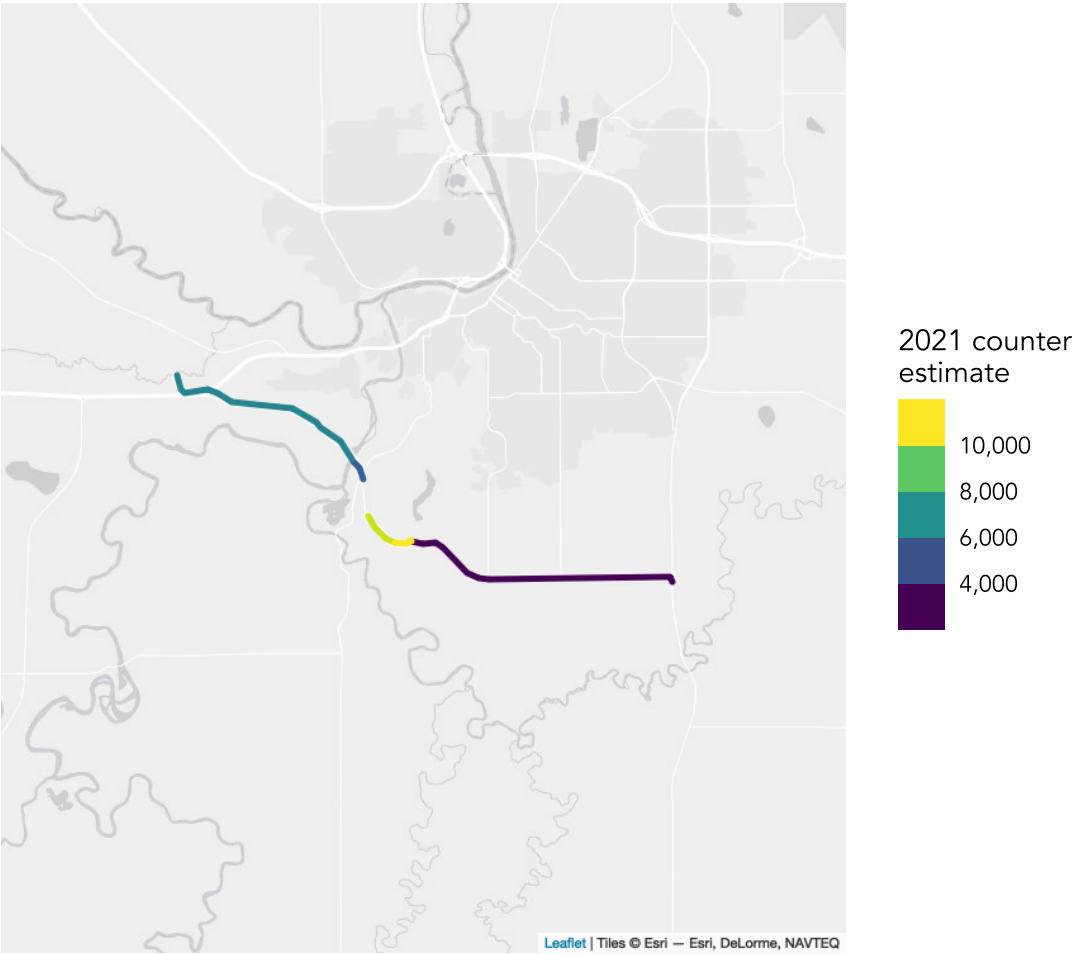 2021 counter
estimate
10,000
8,000
6,000
4,000
Leaflet | Tiles © Esri — Esri, DeLorme, NAVTEQ